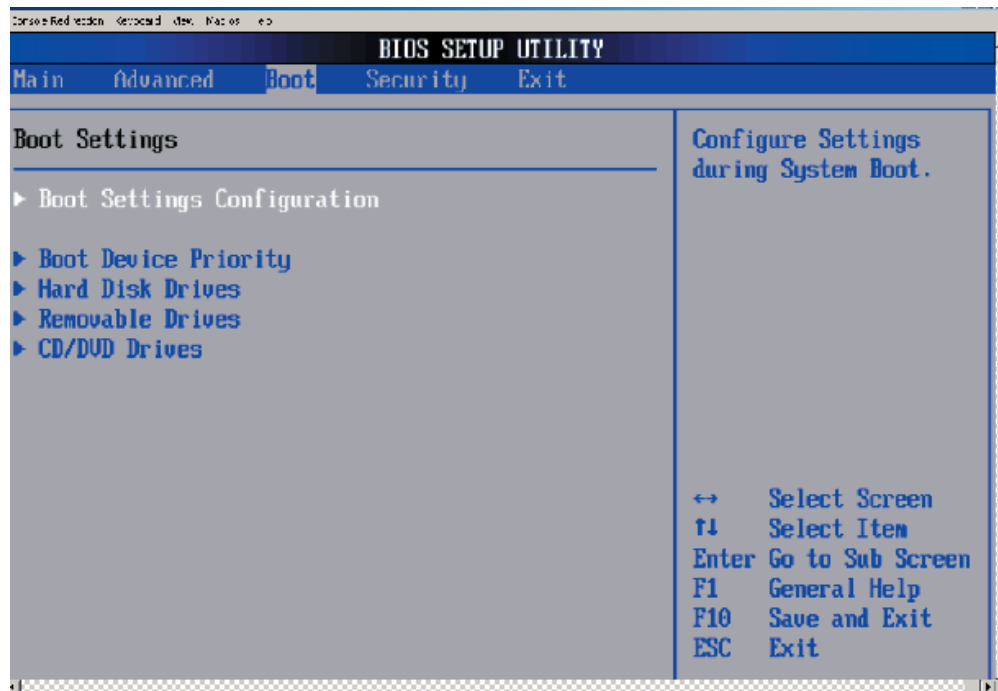 BIOS SETUP UTILITY
Main Advanced Boot Security Exit
Boot Settings
▶ Boot Settings Configuration
▶ Boot Device Priority
▶ Hard Disk Drives
▶ Removable Drives
▶ CD/DVD Drives
Configure Settings
during System Boot.
↔ Select Screen
↑↓ Select Item
Enter Go to Sub Screen
F1 General Help
F10 Save and Exit
ESC Exit